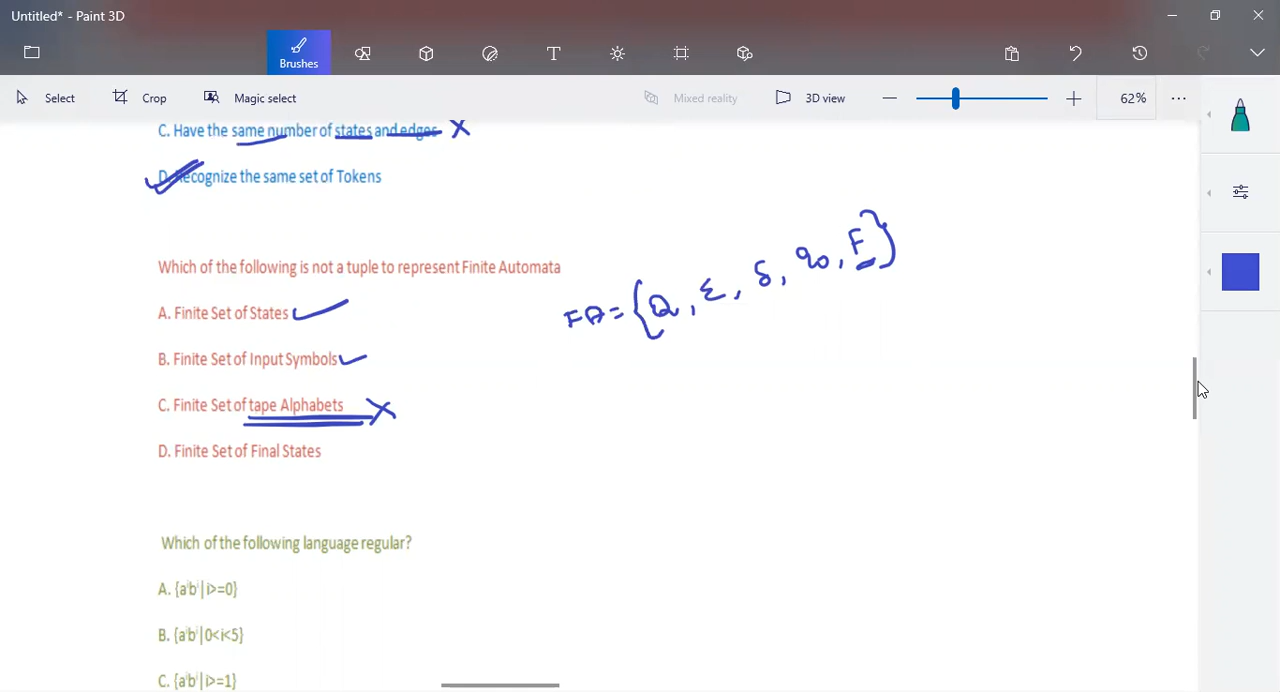 Untitled* - Paint 3D
Brushes
Select
Crop
Magic select
Mixed reality
3D view
62%
C. Have the same number of states and edges
D. Recognize the same set of Tokens
Which of the following is not a tuple to represent Finite Automata
FA={Q, Σ, δ, q0, F}
A. Finite Set of States
B. Finite Set of Input Symbols
C. Finite Set of tape Alphabets
D. Finite Set of Final States
Which of the following language regular?
A. {aⁱbⁱ|i>=0}
B. {aⁱbⁱ|0<i<5}
C. {aⁱbⁱ|i>=1}